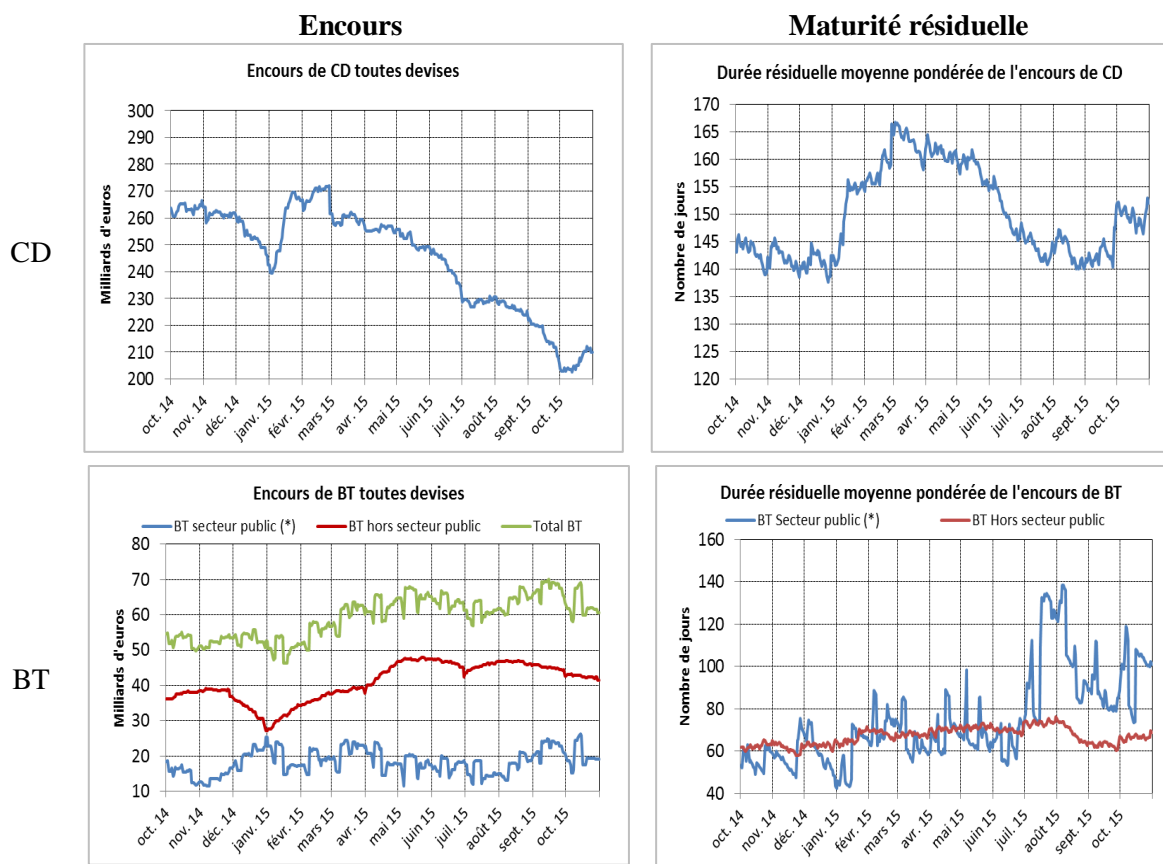 Encours
Maturité résiduelle
CD
Encours de CD toutes devises
Milliards d'euros
300
290
280
270
260
250
240
230
220
210
200
oct. 14
nov. 14
déc. 14
janv. 15
févr. 15
mars 15
avr. 15
mai 15
juin 15
juil. 15
août 15
sept. 15
oct. 15
Durée résiduelle moyenne pondérée de l'encours de CD
Nombre de jours
170
165
160
155
150
145
140
135
130
125
120
oct. 14
nov. 14
déc. 14
janv. 15
févr. 15
mars 15
avr. 15
mai 15
juin 15
juil. 15
août 15
sept. 15
oct. 15
BT
Encours de BT toutes devises
BT secteur public (*) BT hors secteur public Total BT
Milliards d'euros
80
70
60
50
40
30
20
10
oct. 14
nov. 14
déc. 14
janv. 15
févr. 15
mars 15
avr. 15
mai 15
juin 15
juil. 15
août 15
sept. 15
oct. 15
Durée résiduelle moyenne pondérée de l'encours de BT
BT Secteur public (*) BT Hors secteur public
Nombre de jours
160
140
120
100
80
60
40
oct. 14
nov. 14
déc. 14
janv. 15
févr. 15
mars 15
avr. 15
mai 15
juin 15
juil. 15
août 15
sept. 15
oct. 15